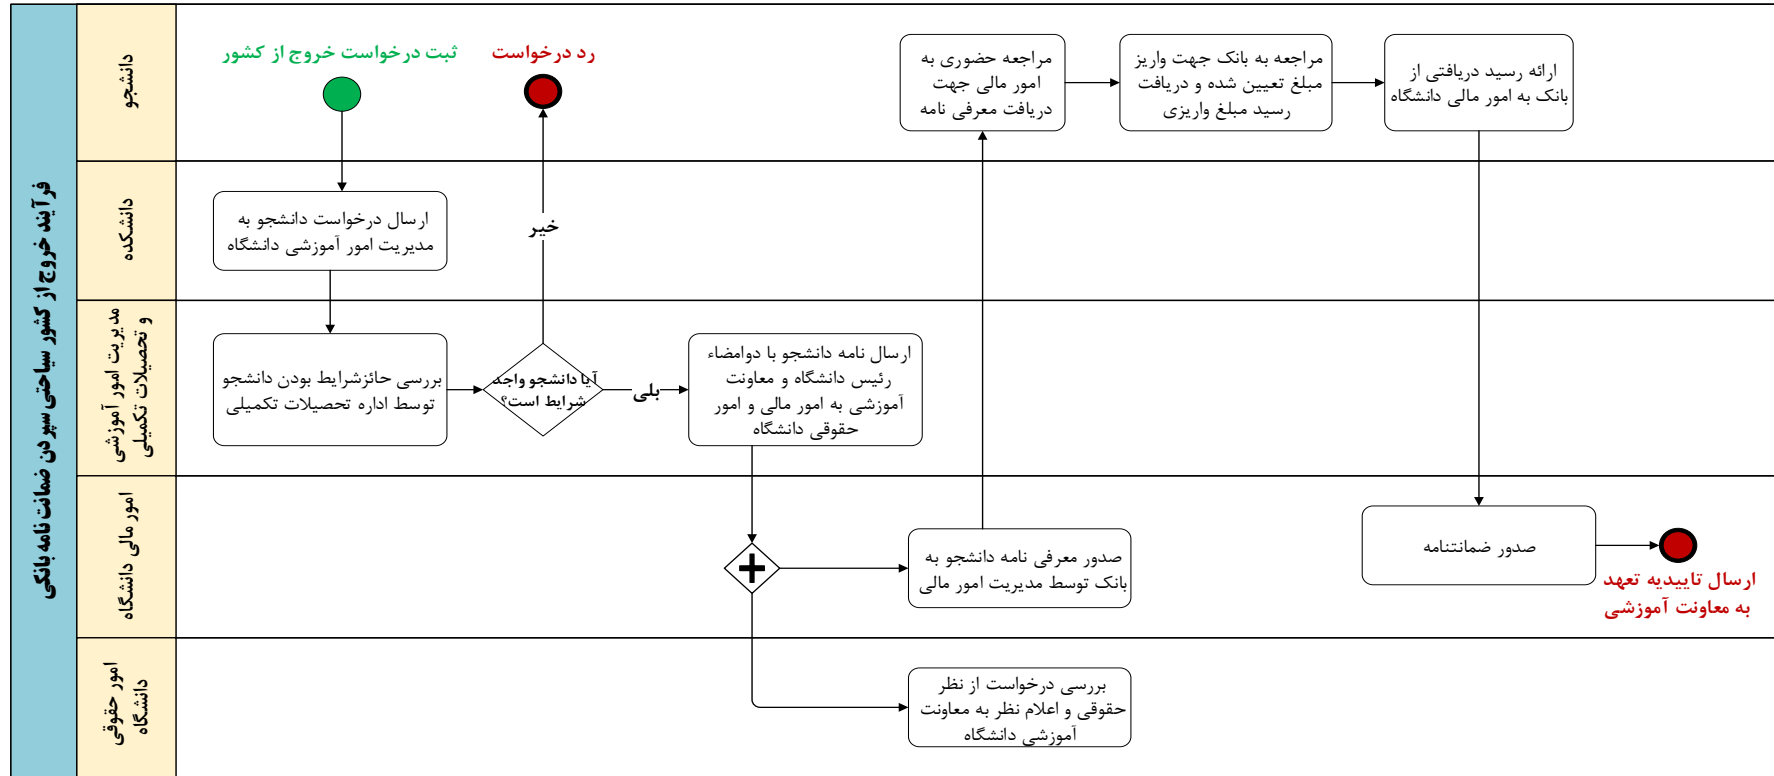 فرآیند خروج از کشور سیاحتی سپردن ضمانت نامه بانکی
دانشجو
ثبت درخواست خروج از کشور
رد درخواست
مراجعه حضوری به
امور مالی جهت
دریافت معرفی نامه
مراجعه به بانک جهت واریز
مبلغ تعیین شده و دریافت
رسید مبلغ واریزی
ارائه رسید دریافتی از
بانک به امور مالی دانشگاه
دانشکده
ارسال درخواست دانشجو به
مدیریت امور آموزشی دانشگاه
خیر
مدیریت امور آموزشی
و تحصیلات تکمیلی
بررسی حائزشرایط بودن دانشجو
توسط اداره تحصیلات تکمیلی
آیا دانشجو واجد
شرایط است؟
بلی
ارسال نامه دانشجو با دوامضاء
رئیس دانشگاه و معاونت
آموزشی به امور مالی و امور
حقوقی دانشگاه
امور مالی دانشگاه
صدور معرفی نامه دانشجو به
بانک توسط مدیریت امور مالی
صدور ضمانتنامه
ارسال تاییدیه تعهد
به معاونت آموزشی
امور حقوقی
دانشگاه
بررسی درخواست از نظر
حقوقی و اعلام نظر به معاونت
آموزشی دانشگاه